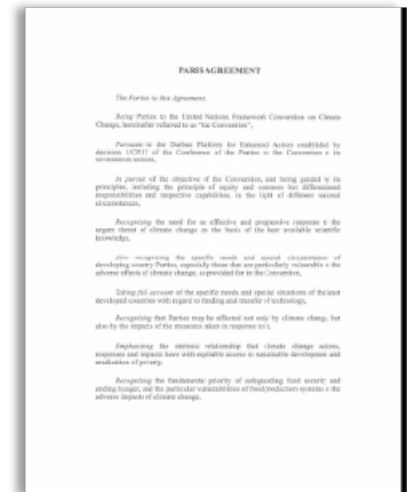 PARIS AGREEMENT
The Parties to this Agreement,
Being Parties to the United Nations Framework Convention on Climate
Change, hereinafter referred to as "the Convention",
Pursuant to the Durban Platform for Enhanced Action established by
decision 1/CP.17 of the Conference of the Parties to the Convention at its
seventeenth session,
In pursuit of the objective of the Convention, and being guided by its
principles, including the principle of equity and common but differentiated
responsibilities and respective capabilities, in the light of different national
circumstances,
Recognizing the need for an effective and progressive response to the
urgent threat of climate change on the basis of the best available scientific
knowledge,
Also recognizing the specific needs and special circumstances of
developing country Parties, especially those that are particularly vulnerable to the
adverse effects of climate change, as provided for in the Convention,
Taking full account of the specific needs and special situations of the least
developed countries with regard to funding and transfer of technology,
Recognizing that Parties may be affected not only by climate change, but
also by the impacts of the measures taken in response to it,
Emphasizing the intrinsic relationship that climate change actions,
responses and impacts have with equitable access to sustainable development and
eradication of poverty,
Recognizing the fundamental priority of safeguarding food security and
ending hunger, and the particular vulnerabilities of food production systems to the
adverse impacts of climate change,